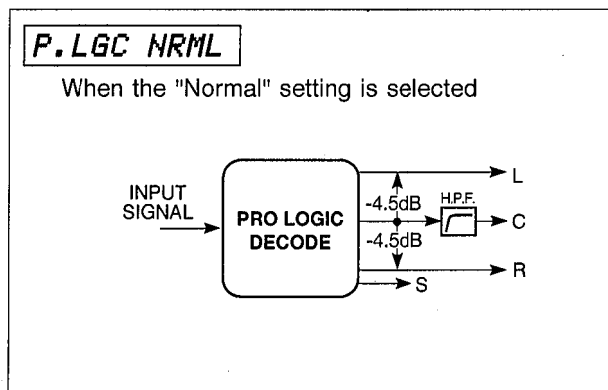 P.LGC NRML
When the "Normal" setting is selected
INPUT
SIGNAL
PRO LOGIC
DECODE
L
-4.5dB
H.P.F.
C
-4.5dB
R
S